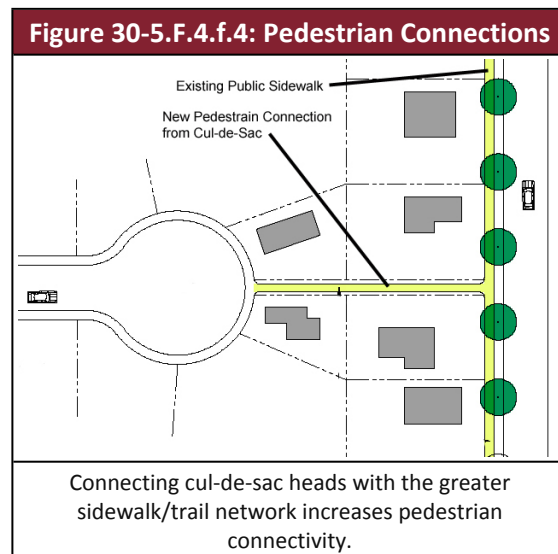 Figure 30-5.F.4.f.4: Pedestrian Connections
Existing Public Sidewalk
New Pedestrain Connection
from Cul-de-Sac
Connecting cul-de-sac heads with the greater
sidewalk/trail network increases pedestrian
connectivity.